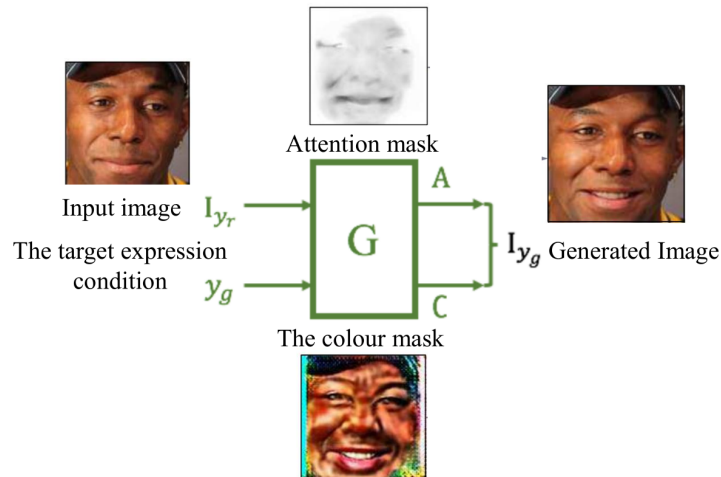 Attention mask
Input image I_{y_r}
The target expression
condition y_g
G
A
C
I_{y_g} Generated Image
The colour mask